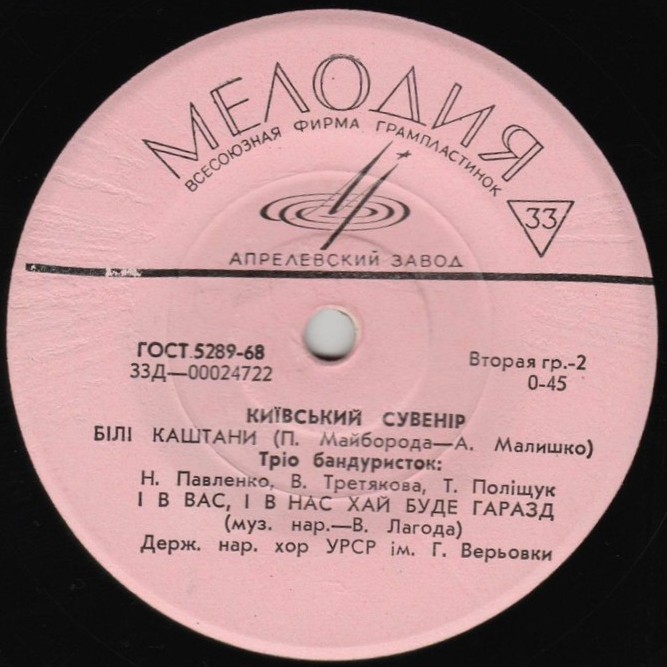 МЕЛОДИЯ
ВСЕСОЮЗНАЯ ФИРМА ГРАМПЛАСТИНОК
33
АПРЕЛЕВСКИЙ ЗАВОД
ГОСТ 5289-68
33Д—00024722
Вторая гр.-2
0-45
КИЇВСЬКИЙ СУВЕНІР
БІЛІ КАШТАНИ (П. Майборода—А. Малишко)
Тріо бандуристок:
Н. Павленко, В. Третякова, Т. Поліщук
І В ВАС, І В НАС ХАЙ БУДЕ ГАРАЗД
(муз. нар.—В. Лагода)
Держ. нар. хор УРСР ім. Г. Верьовки